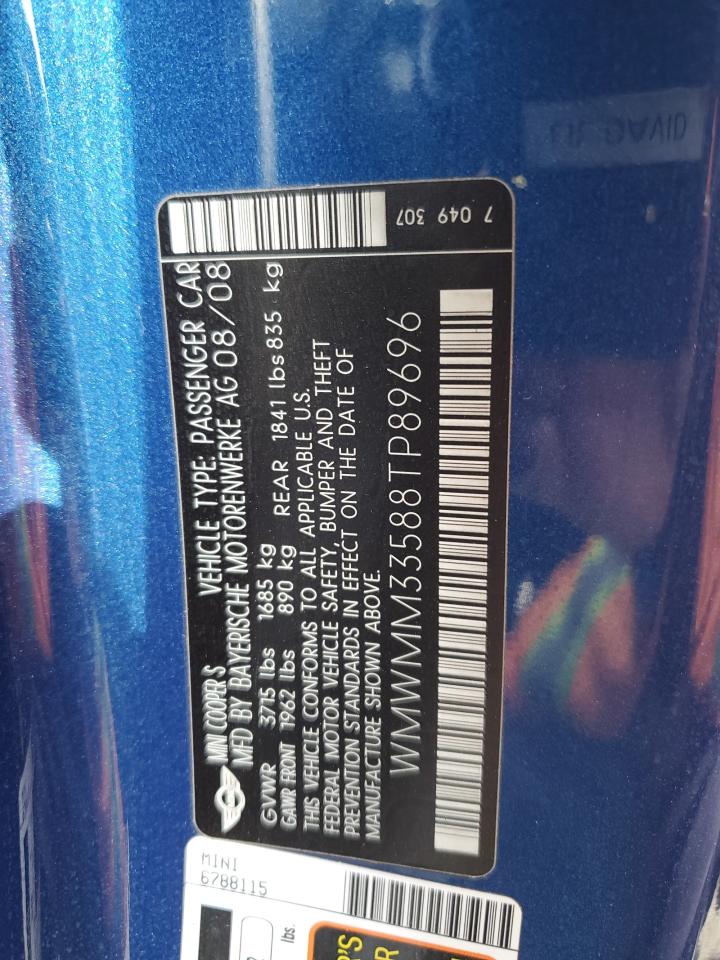 MINI COOPER S VEHICLE TYPE: PASSENGER CAR
MFD BY BAYERISCHE MOTORENWERKE AG 08/08
GVWR 3715 lbs 1685 kg
GAWR FRONT 1962 lbs 890 kg REAR 1841 lbs 835 kg
THIS VEHICLE CONFORMS TO ALL APPLICABLE U.S.
FEDERAL MOTOR VEHICLE SAFETY, BUMPER AND THEFT
PREVENTION STANDARDS IN EFFECT ON THE DATE OF
MANUFACTURE SHOWN ABOVE.
WMWMM33588TP89696
7 049 307
MINI
6788115
lbs.